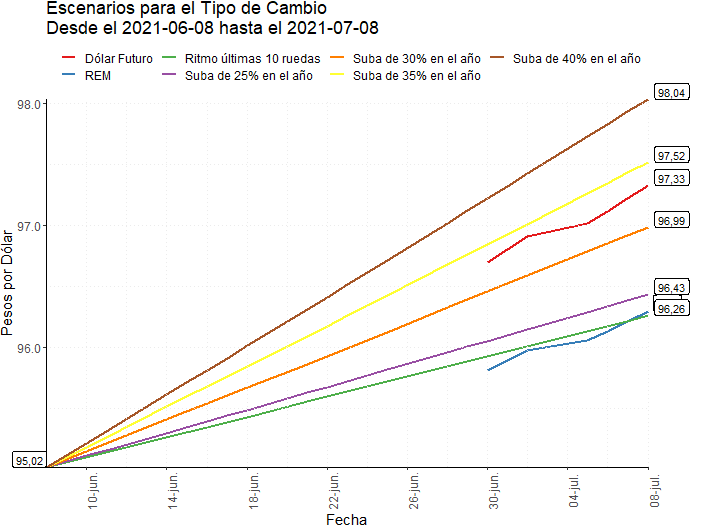 Escenarios para el Tipo de Cambio
Desde el 2021-06-08 hasta el 2021-07-08
Dólar Futuro
Ritmo últimas 10 ruedas
Suba de 30% en el año
Suba de 40% en el año
REM
Suba de 25% en el año
Suba de 35% en el año
98.0
97.0
96.0
Pesos por Dólar
98,04
97,52
97,33
96,99
96,43
96,26
95,02
10-jun.
14-jun.
18-jun.
22-jun.
26-jun.
30-jun.
04-jul.
08-jul.
Fecha